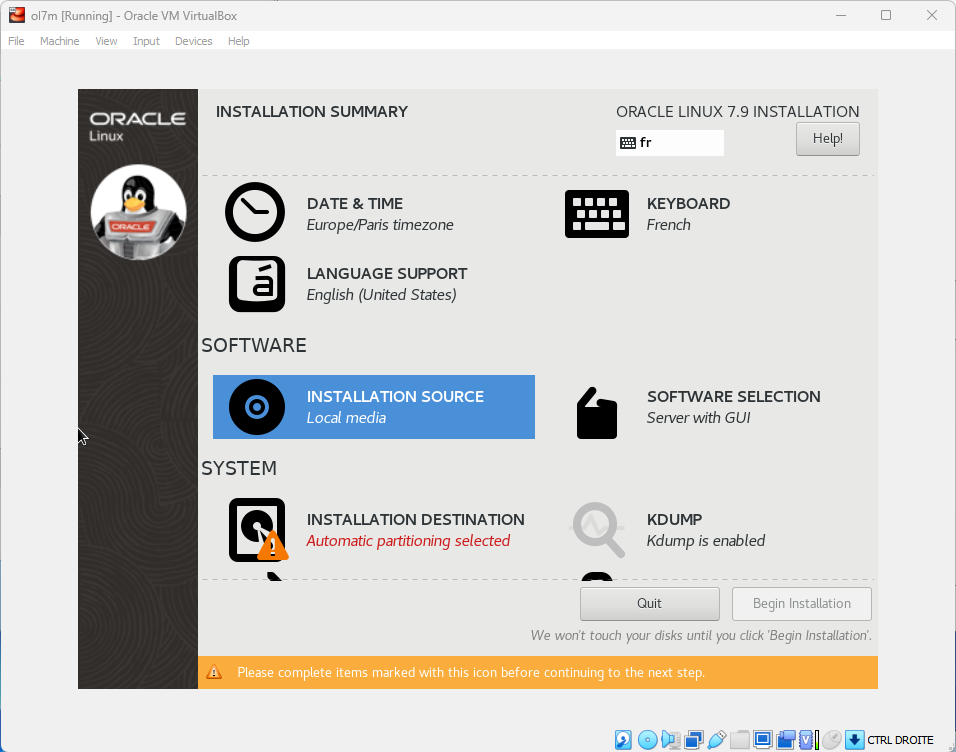 ol7m [Running] - Oracle VM VirtualBox
File Machine View Input Devices Help
ORACLE
Linux
ORACLE
INSTALLATION SUMMARY
ORACLE LINUX 7.9 INSTALLATION
fr
Help!
DATE & TIME
Europe/Paris timezone
KEYBOARD
French
LANGUAGE SUPPORT
English (United States)
SOFTWARE
INSTALLATION SOURCE
Local media
SOFTWARE SELECTION
Server with GUI
SYSTEM
INSTALLATION DESTINATION
Automatic partitioning selected
KDUMP
Kdump is enabled
Quit
Begin Installation
We won't touch your disks until you click 'Begin Installation'.
Please complete items marked with this icon before continuing to the next step.
CTRL DROITE